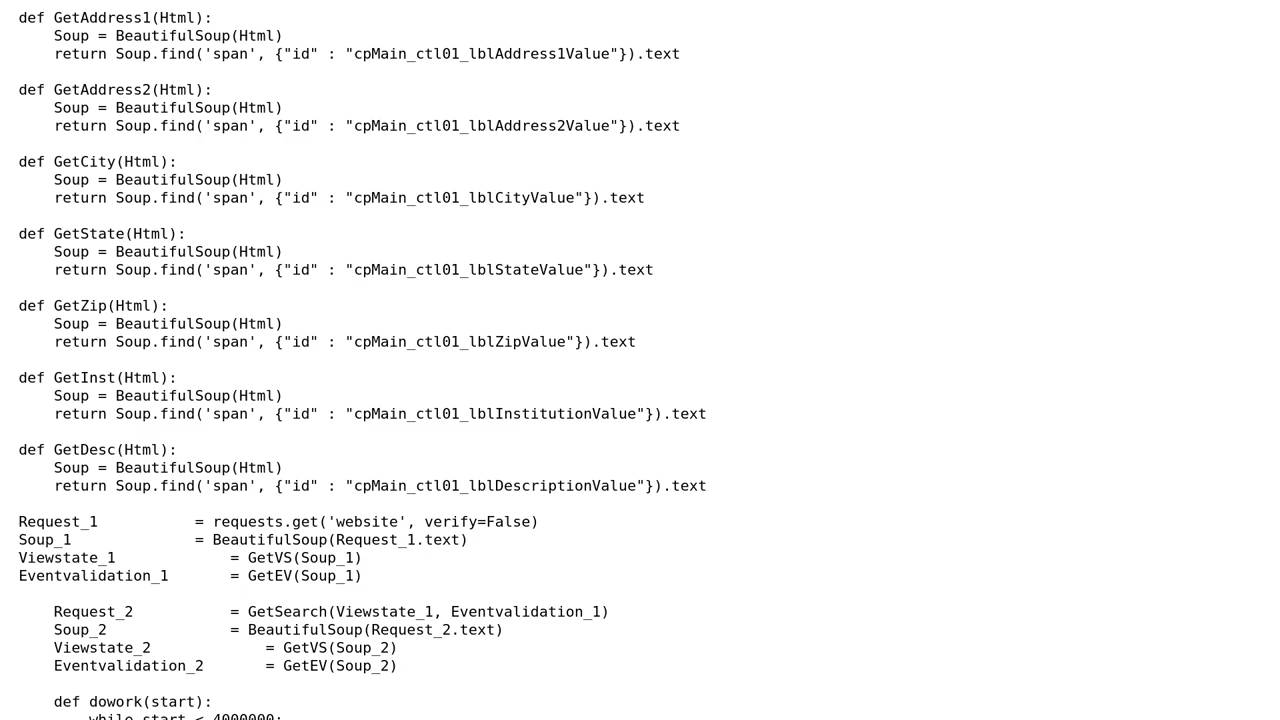 def GetAddress1(Html):
    Soup = BeautifulSoup(Html)
    return Soup.find('span', {"id" : "cpMain_ctl01_lblAddress1Value"}).text

def GetAddress2(Html):
    Soup = BeautifulSoup(Html)
    return Soup.find('span', {"id" : "cpMain_ctl01_lblAddress2Value"}).text

def GetCity(Html):
    Soup = BeautifulSoup(Html)
    return Soup.find('span', {"id" : "cpMain_ctl01_lblCityValue"}).text

def GetState(Html):
    Soup = BeautifulSoup(Html)
    return Soup.find('span', {"id" : "cpMain_ctl01_lblStateValue"}).text

def GetZip(Html):
    Soup = BeautifulSoup(Html)
    return Soup.find('span', {"id" : "cpMain_ctl01_lblZipValue"}).text

def GetInst(Html):
    Soup = BeautifulSoup(Html)
    return Soup.find('span', {"id" : "cpMain_ctl01_lblInstitutionValue"}).text

def GetDesc(Html):
    Soup = BeautifulSoup(Html)
    return Soup.find('span', {"id" : "cpMain_ctl01_lblDescriptionValue"}).text

Request_1           = requests.get('website', verify=False)
Soup_1              = BeautifulSoup(Request_1.text)
Viewstate_1             = GetVS(Soup_1)
Eventvalidation_1       = GetEV(Soup_1)

    Request_2           = GetSearch(Viewstate_1, Eventvalidation_1)
    Soup_2              = BeautifulSoup(Request_2.text)
    Viewstate_2             = GetVS(Soup_2)
    Eventvalidation_2       = GetEV(Soup_2)

    def dowork(start):
        while start < 4000000: